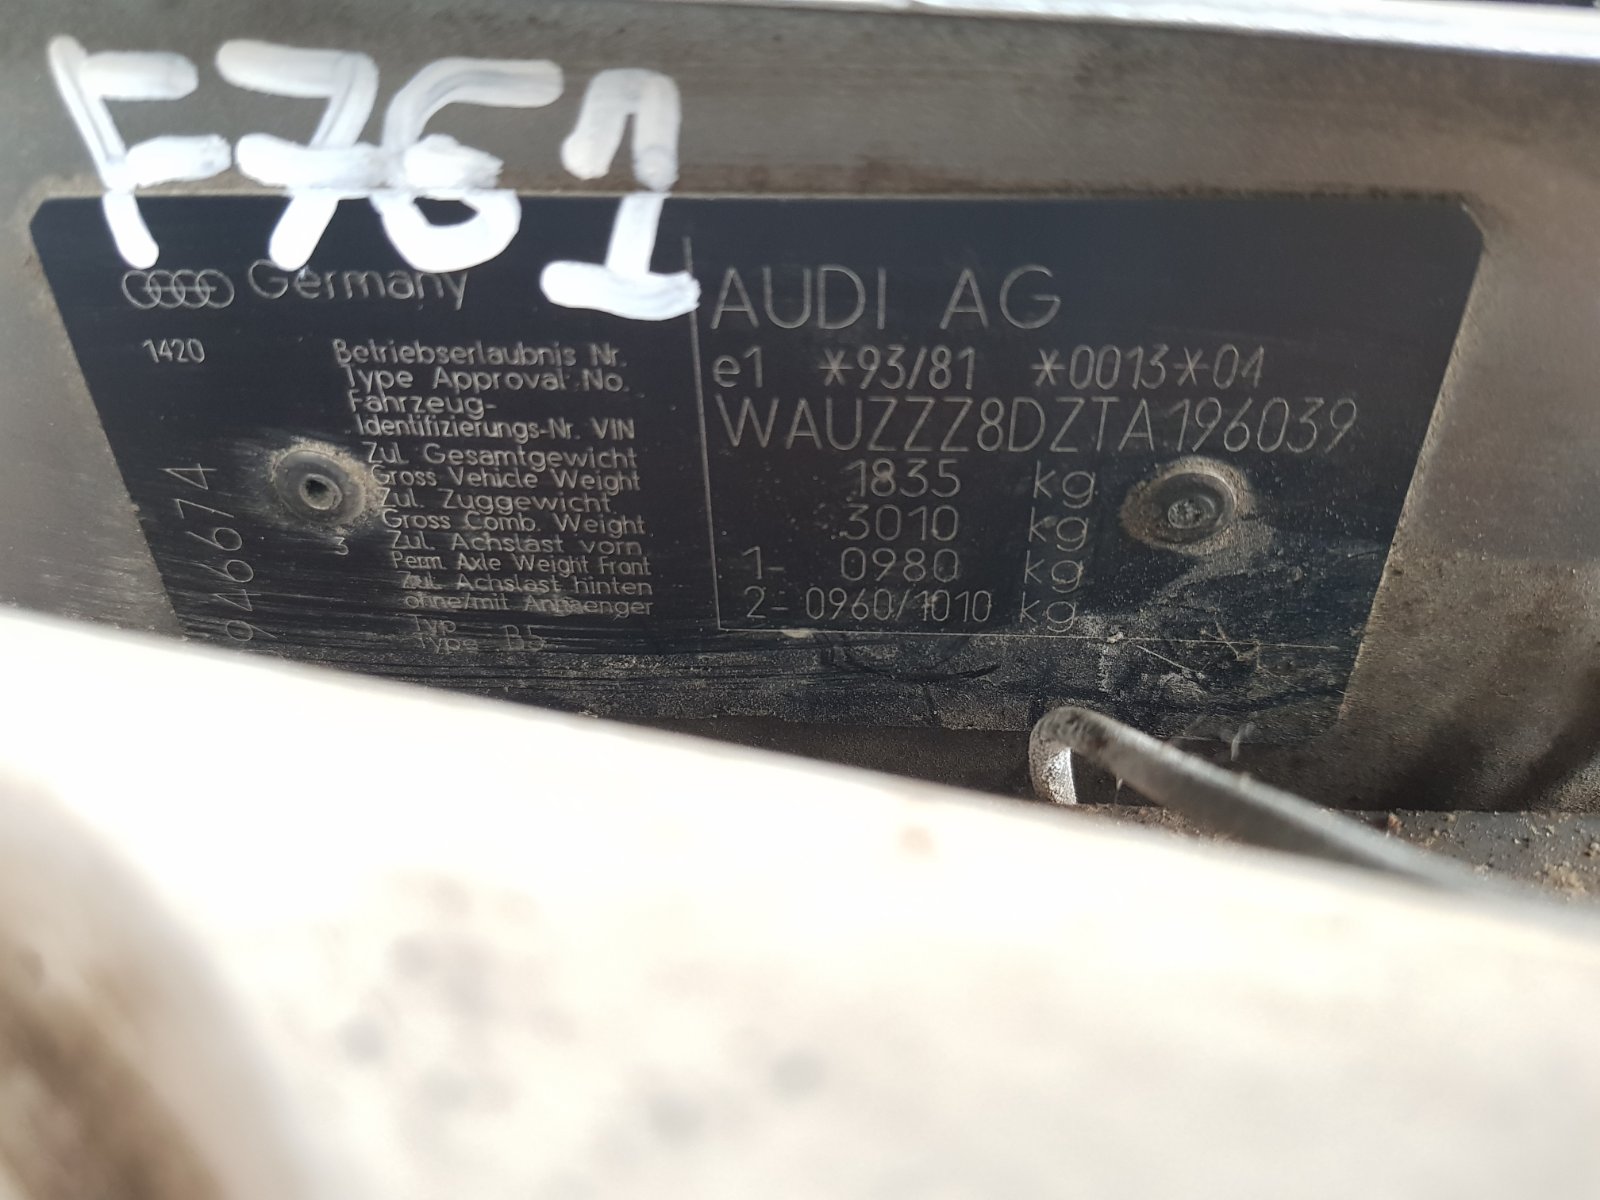 F761
Germany
AUDI AG
1420
Betriebserlaubnis Nr.
Type Approval No.
e1 *93/81 *0013*04
Fahrzeug-
Identifizierungs-Nr. VIN
WAUZZZ8DZTA196039
Zul. Gesamtgewicht
Gross Vehicle Weight
1835 kg
Zul. Zuggewicht
Gross Comb. Weight
3010 kg
3
Zul. Achslast vorn
Perm. Axle Weight Front
1- 0980 kg
Zul. Achslast hinten
ohne/mit Anhaenger
2- 0960/1010 kg
Typ
Type B5
946674